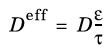 D^eff = D ε/τ